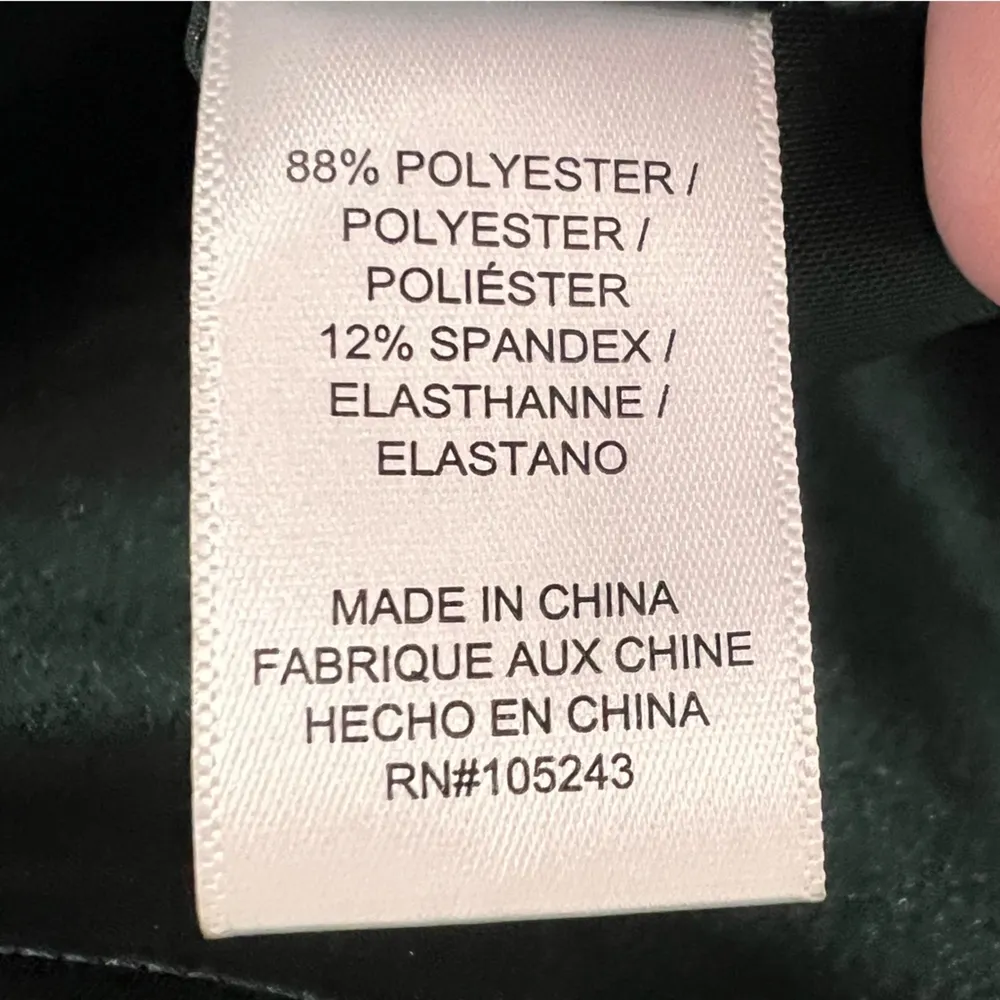 88% POLYESTER /
POLYESTER /
POLIÉSTER
12% SPANDEX /
ELASTHANNE /
ELASTANO
MADE IN CHINA
FABRIQUE AUX CHINE
HECHO EN CHINA
RN#105243